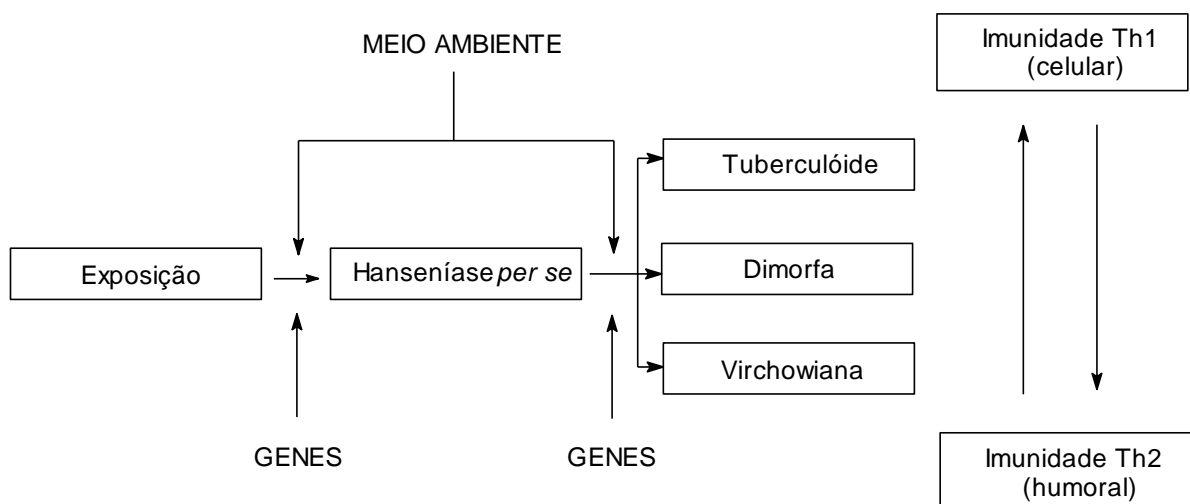 MEIO AMBIENTE
Imunidade Th1
(celular)
Tuberculóide
Exposição
Hanseníase per se
Dimorfa
Virchowiana
GENES
GENES
Imunidade Th2
(humoral)